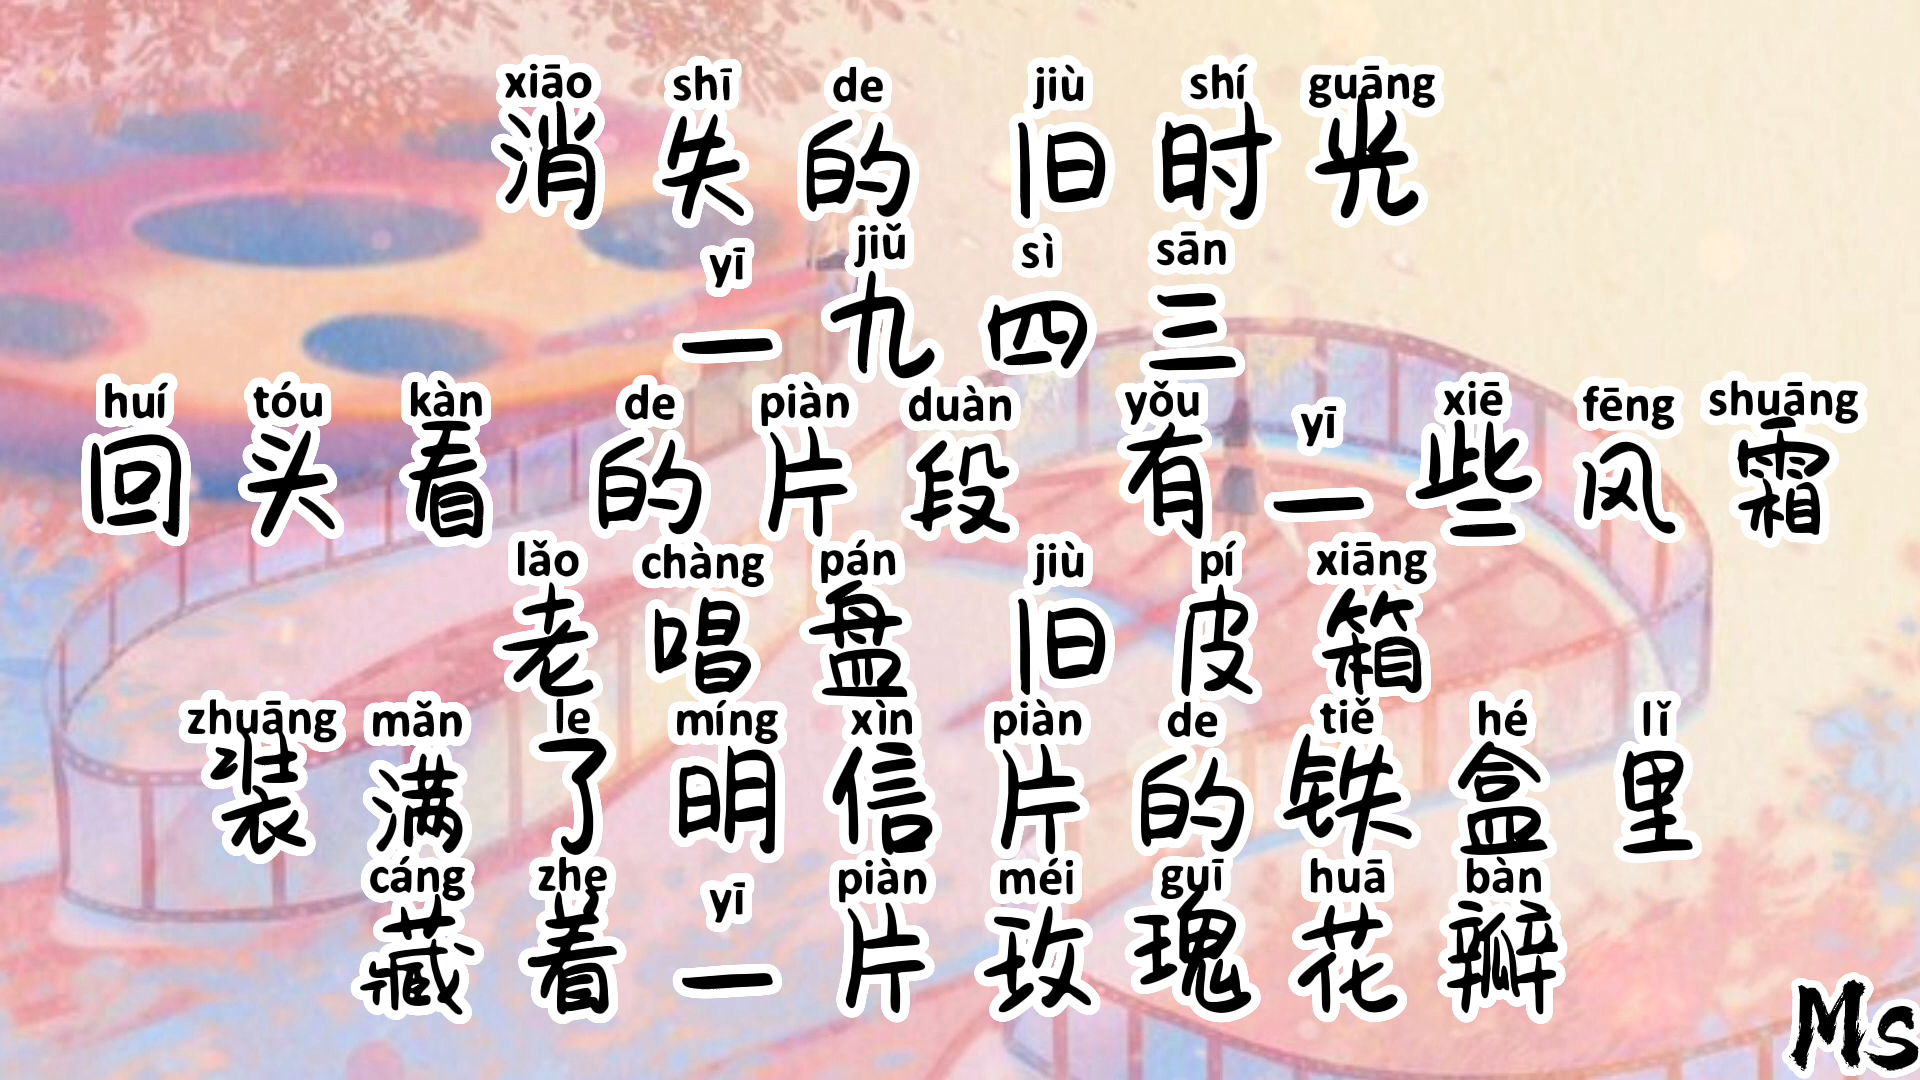 xiāo shī de jiù shí guāng
消失的 旧时光
yī jiǔ sì sān
一九四三
huí tóu kàn de piàn duàn yǒu yī xiē fēng shuāng
回头看 的片段 有一些风霜
lǎo chàng pán jiù pí xiāng
老唱盘 旧皮箱
zhuāng mǎn le míng xìn piàn de tiě hé lǐ
装满了明信片的铁盒里
cáng zhe yī piàn méi guī huā bàn
藏着一片玫瑰花瓣
Ms